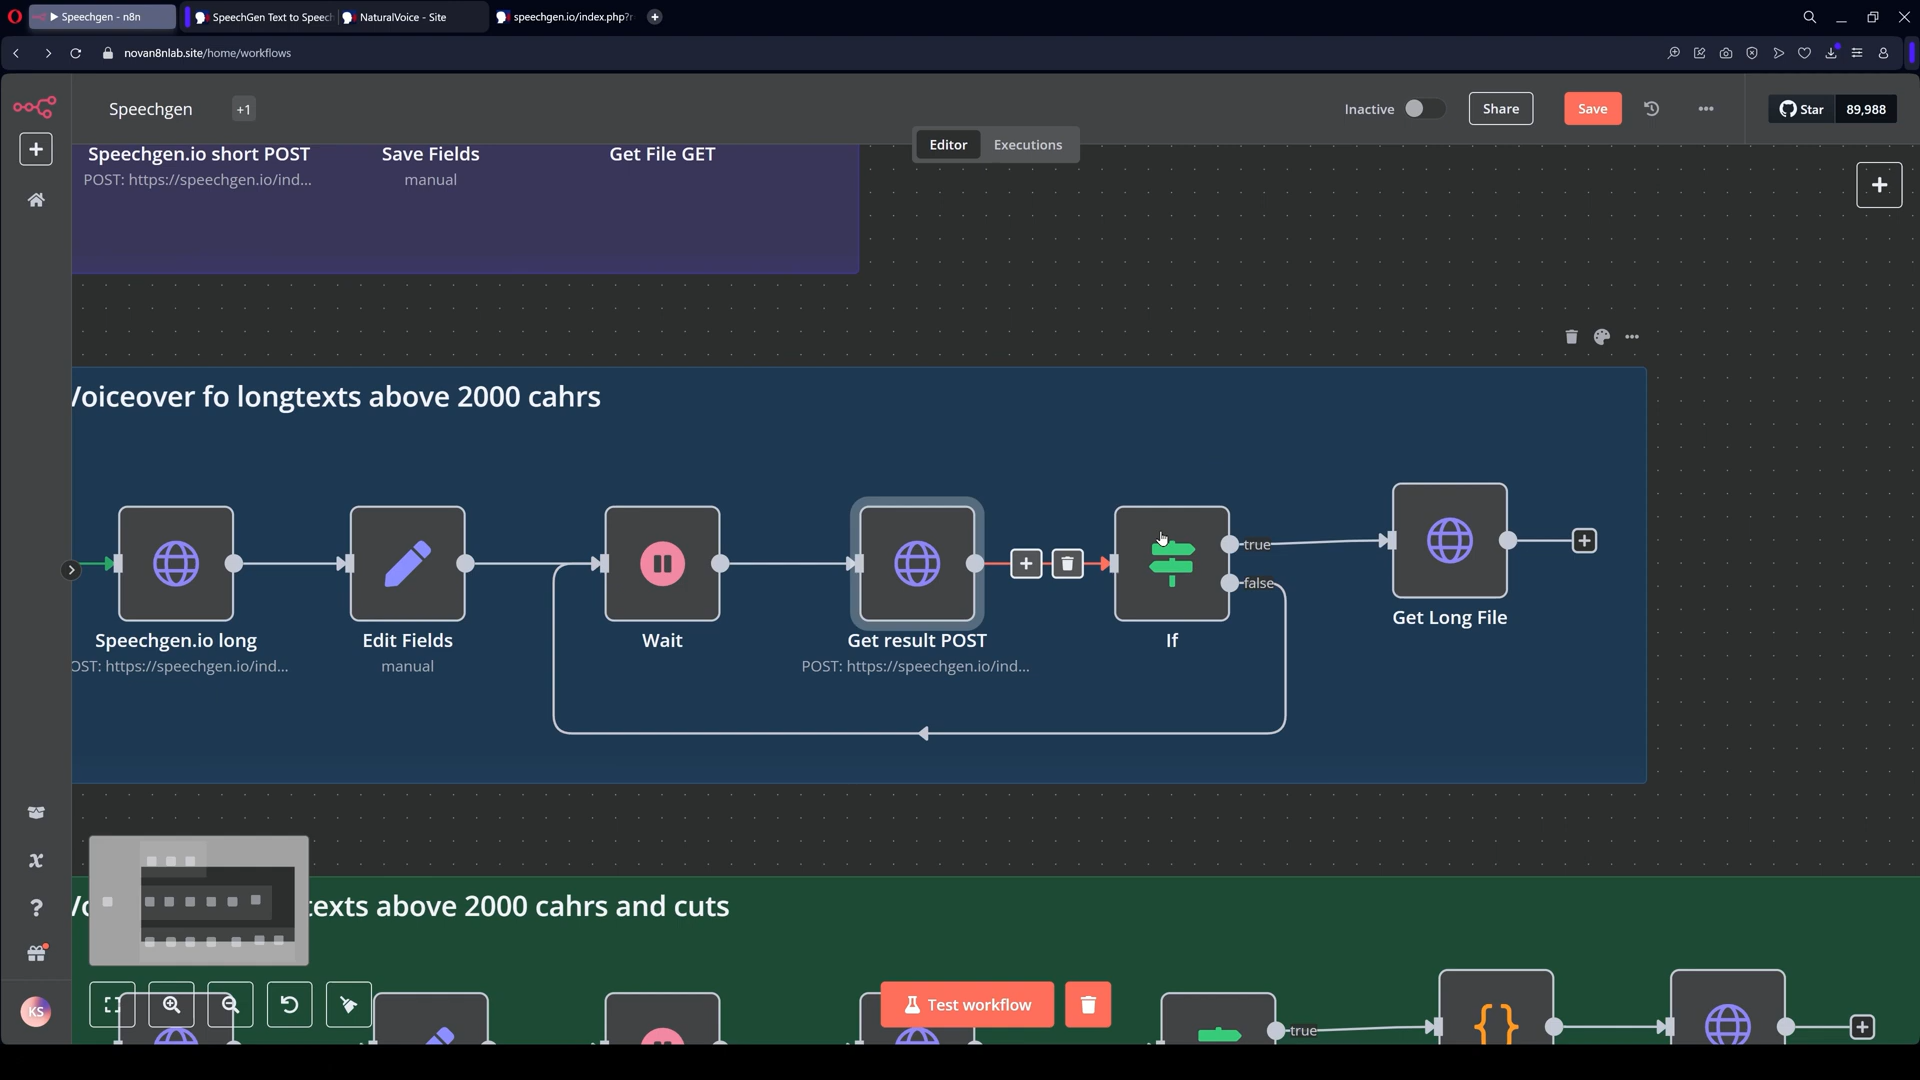 Speechgen - n8n
SpeechGen Text to Speech
NaturalVoice - Site
speechgen.io/index.php?r
novan8nlab.site/home/workflows
Speechgen
+1
Inactive
Share
Save
Star
89,988
Editor
Executions
Speechgen.io short POST
POST: https://speechgen.io/ind...
Save Fields
manual
Get File GET
Voiceover fo longtexts above 2000 cahrs
true
false
Speechgen.io long
OST: https://speechgen.io/ind...
Edit Fields
manual
Wait
Get result POST
POST: https://speechgen.io/ind...
If
Get Long File
texts above 2000 cahrs and cuts
KS
Test workflow
true